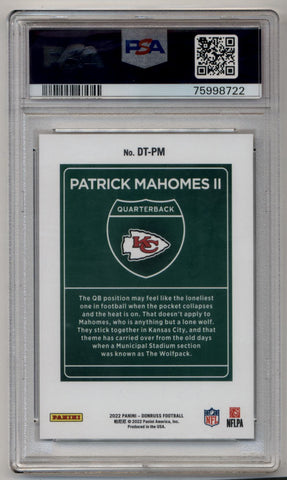 PSA
75998722
No. DT-PM
PATRICK MAHOMES II
QUARTERBACK
KC
The QB position may feel like the loneliest
one in football when the pocket collapses
and the heat is on. That doesn't apply to
Mahomes, who is anything but a lone wolf.
They stick together in Kansas City, and that
theme has carried over from the old days
when a Municipal Stadium section
was known as The Wolfpack.
PANINI
2022 PANINI – DONRUSS FOOTBALL
© 2022 Panini America, Inc.
Produced in the USA.
NFL
NFLPA